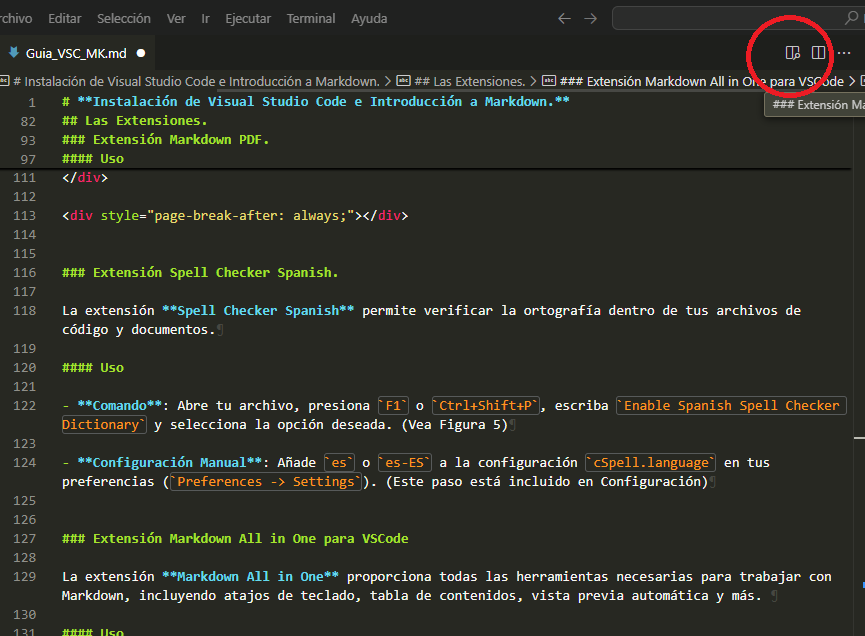 rchivo Editar Selección Ver Ir Ejecutar Terminal Ayuda
Guia_VSC_MK.md
# Instalación de Visual Studio Code e Introducción a Markdown. > ## Las Extensiones. > ### Extensión Markdown All in One para VSCode >
### Extensión Ma
1 # **Instalación de Visual Studio Code e Introducción a Markdown.**
82 ## Las Extensiones.
93 ### Extensión Markdown PDF.
97 #### Uso
111 </div>
112
113 <div style="page-break-after: always;"></div>
114
115
116 ### Extensión Spell Checker Spanish.
117
118 La extensión **Spell Checker Spanish** permite verificar la ortografía dentro de tus archivos de
código y documentos.¶
119
120 #### Uso
121
122 - **Comando**: Abre tu archivo, presiona `F1` o `Ctrl+Shift+P`, escriba `Enable Spanish Spell Checker
Dictionary` y selecciona la opción deseada. (Vea Figura 5)¶
123
124 - **Configuración Manual**: Añade `es` o `es-ES` a la configuración `cSpell.language` en tus
preferencias (`Preferences -> Settings`). (Este paso está incluido en Configuración)¶
125
126
127 ### Extensión Markdown All in One para VSCode
128
129 La extensión **Markdown All in One** proporciona todas las herramientas necesarias para trabajar con
Markdown, incluyendo atajos de teclado, tabla de contenidos, vista previa automática y más. ¶
130
131 #### Uso